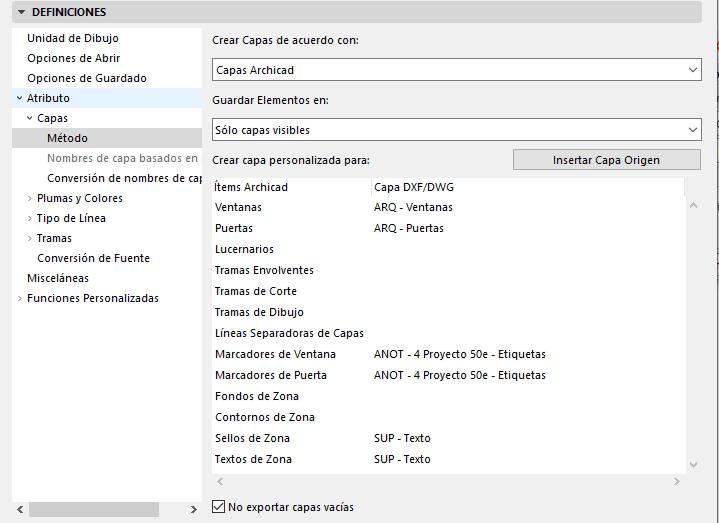 DEFINICIONES
Unidad de Dibujo
Opciones de Abrir
Opciones de Guardado
Atributo
Capas
Método
Nombres de capa basados en
Conversión de nombres de cap
Plumas y Colores
Tipo de Línea
Tramas
Conversión de Fuente
Misceláneas
Funciones Personalizadas
Crear Capas de acuerdo con:
Capas Archicad
Guardar Elementos en:
Sólo capas visibles
Crear capa personalizada para:
Insertar Capa Origen
Ítems Archicad Capa DXF/DWG
Ventanas ARQ - Ventanas
Puertas ARQ - Puertas
Lucernarios
Tramas Envolventes
Tramas de Corte
Tramas de Dibujo
Líneas Separadoras de Capas
Marcadores de Ventana ANOT - 4 Proyecto 50e - Etiquetas
Marcadores de Puerta ANOT - 4 Proyecto 50e - Etiquetas
Fondos de Zona
Contornos de Zona
Sellos de Zona SUP - Texto
Textos de Zona SUP - Texto
No exportar capas vacías